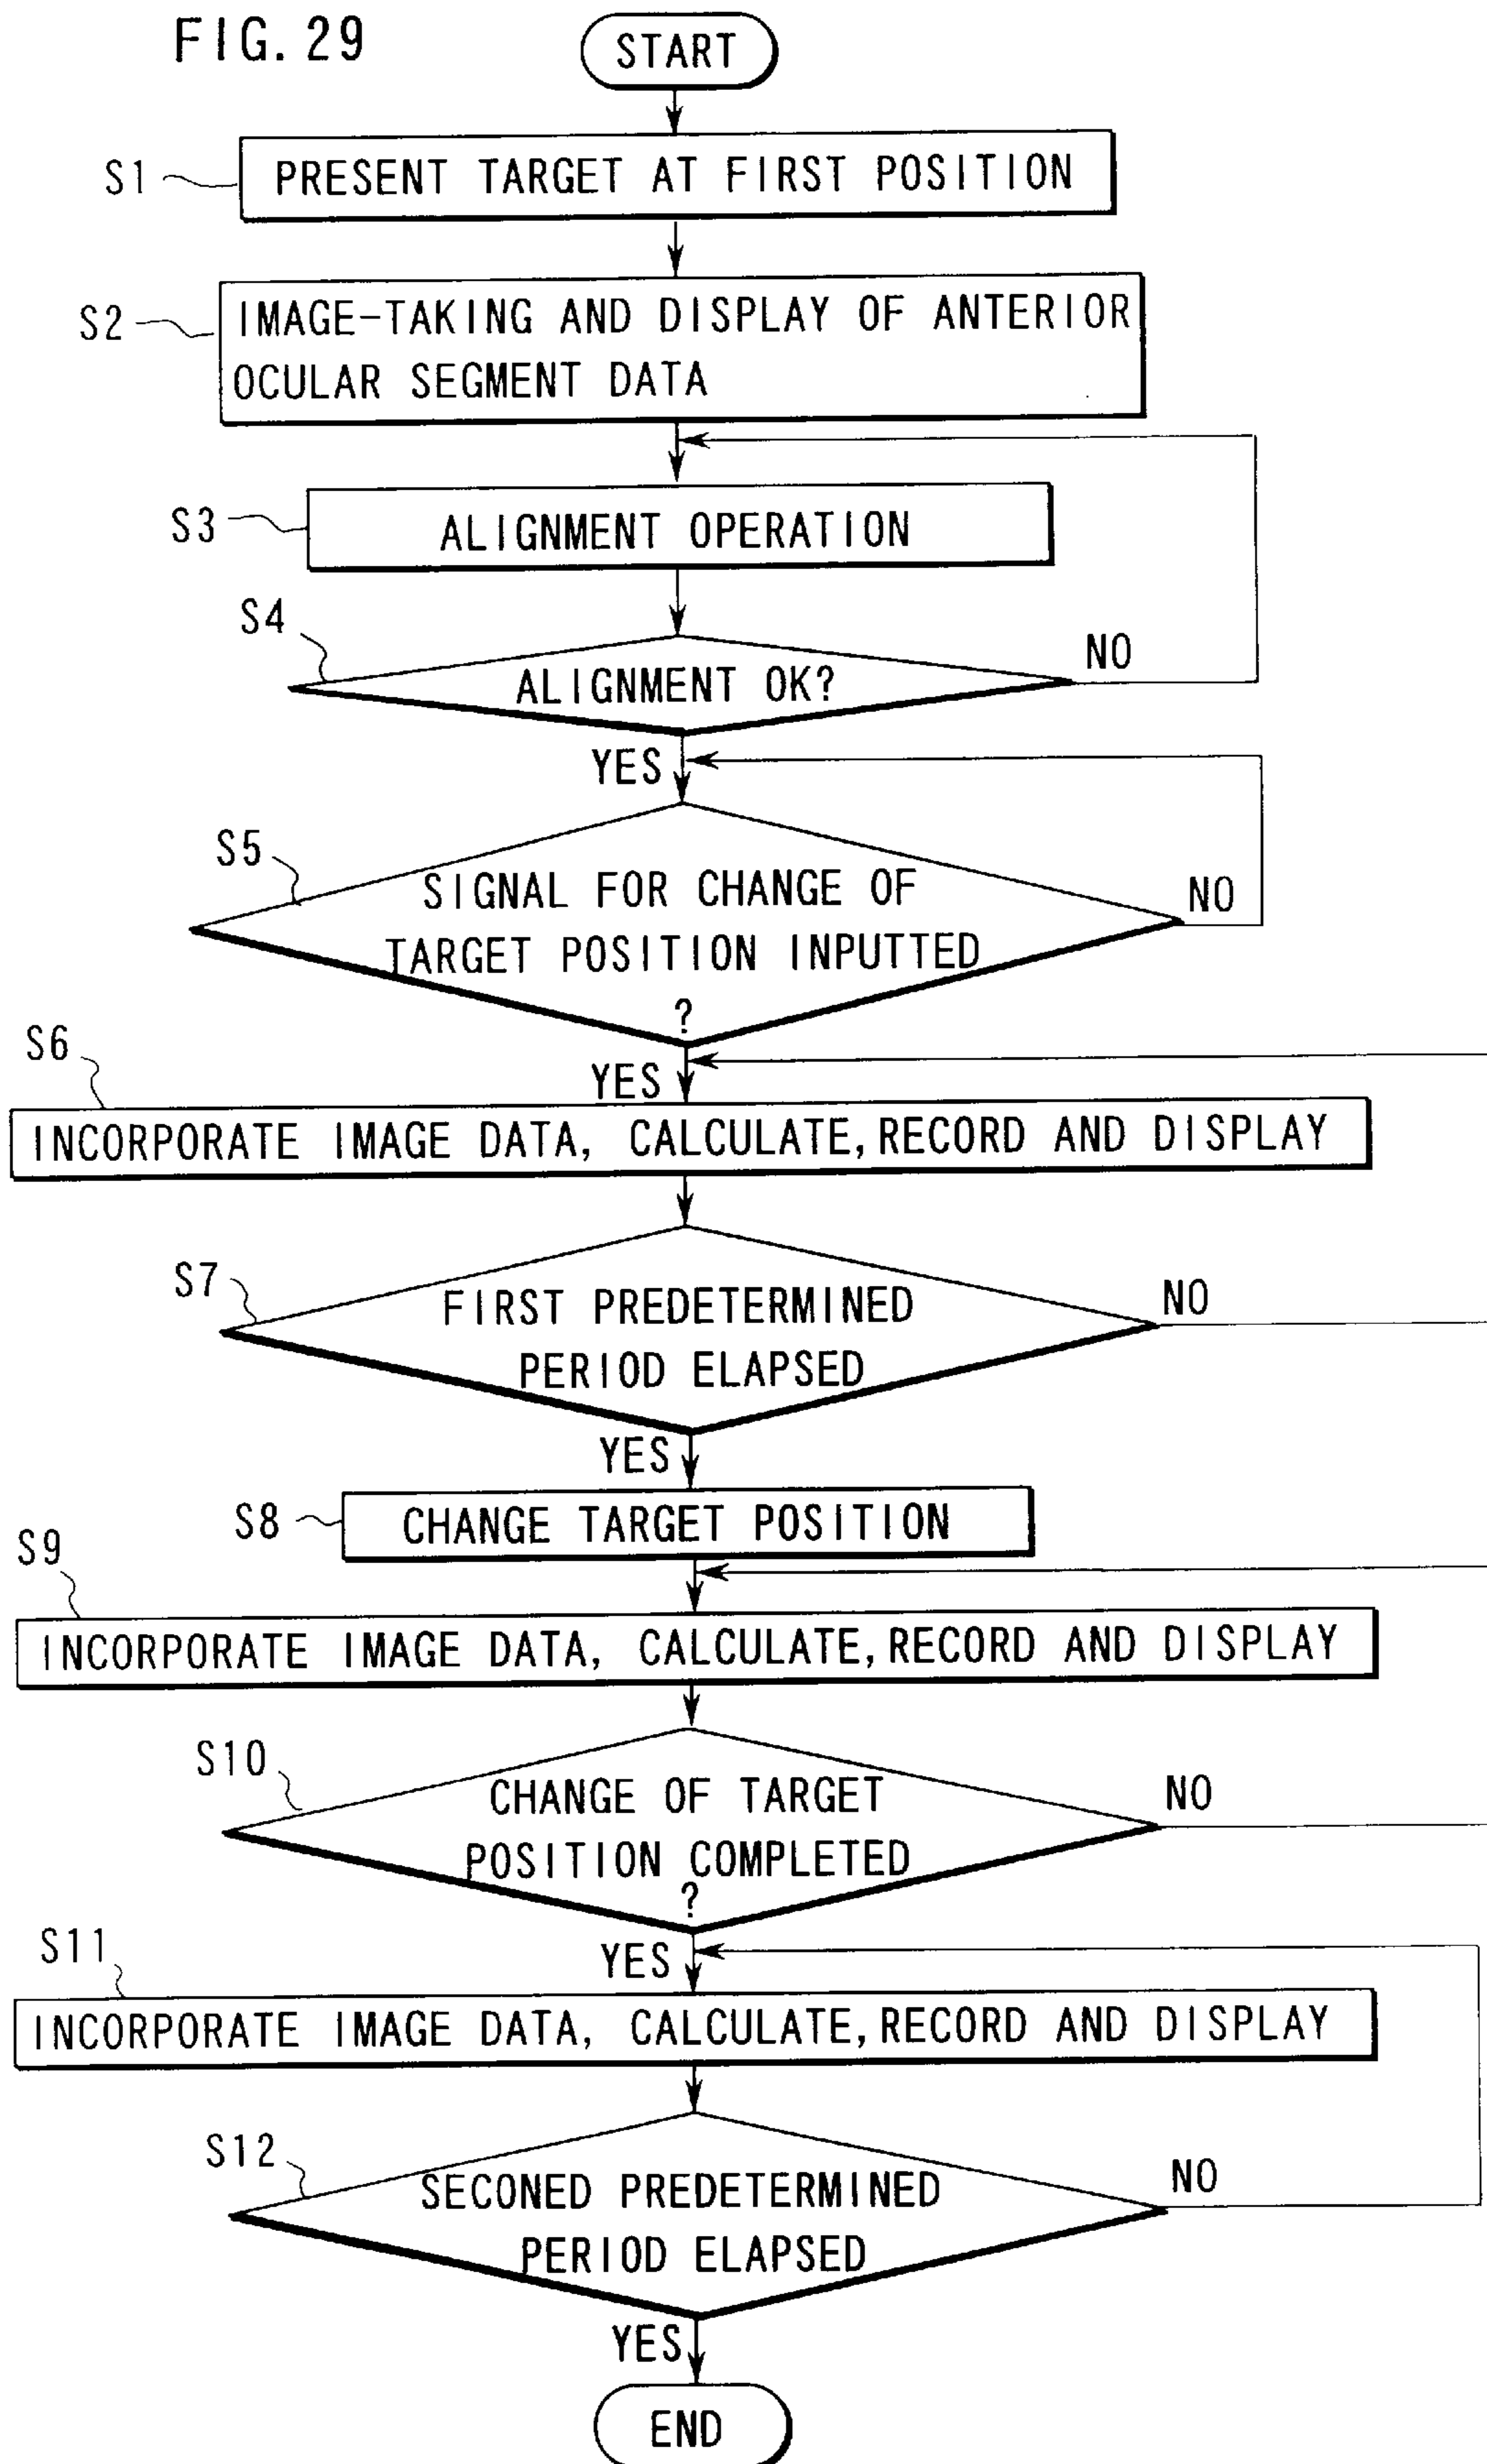 FIG. 29
START
S1
PRESENT TARGET AT FIRST POSITION
S2
IMAGE-TAKING AND DISPLAY OF ANTERIOR
OCULAR SEGMENT DATA
S3
ALIGNMENT OPERATION
S4
ALIGNMENT OK?
NO
YES
S5
SIGNAL FOR CHANGE OF
TARGET POSITION INPUTTED
?
NO
YES
S6
INCORPORATE IMAGE DATA, CALCULATE, RECORD AND DISPLAY
S7
FIRST PREDETERMINED
PERIOD ELAPSED
NO
YES
S8
CHANGE TARGET POSITION
S9
INCORPORATE IMAGE DATA, CALCULATE, RECORD AND DISPLAY
S10
CHANGE OF TARGET
POSITION COMPLETED
?
NO
YES
S11
INCORPORATE IMAGE DATA, CALCULATE, RECORD AND DISPLAY
S12
SECONED PREDETERMINED
PERIOD ELAPSED
NO
YES
END